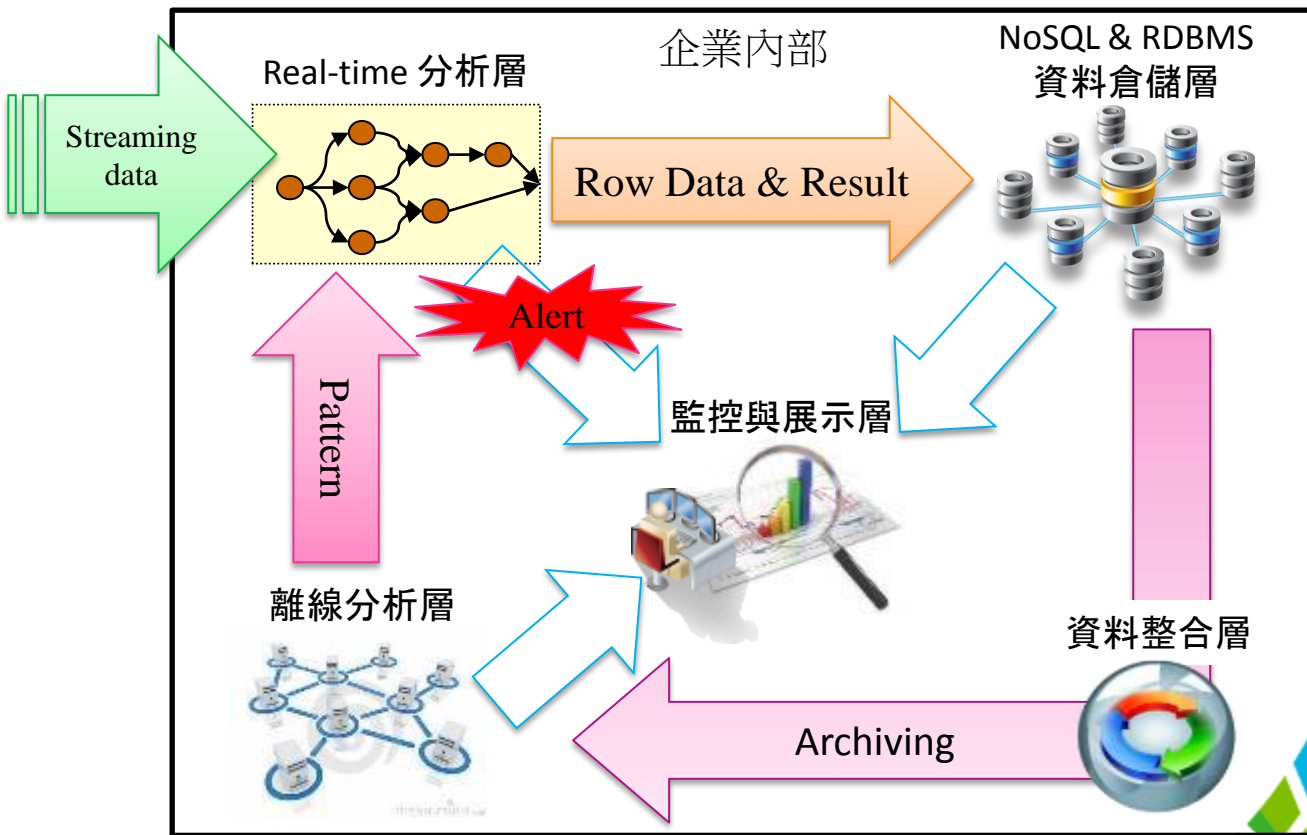 企業內部
NoSQL & RDBMS
資料倉儲層
Real-time 分析層
Streaming
data
Row Data & Result
Alert
Pattern
監控與展示層
離線分析層
資料整合層
Archiving